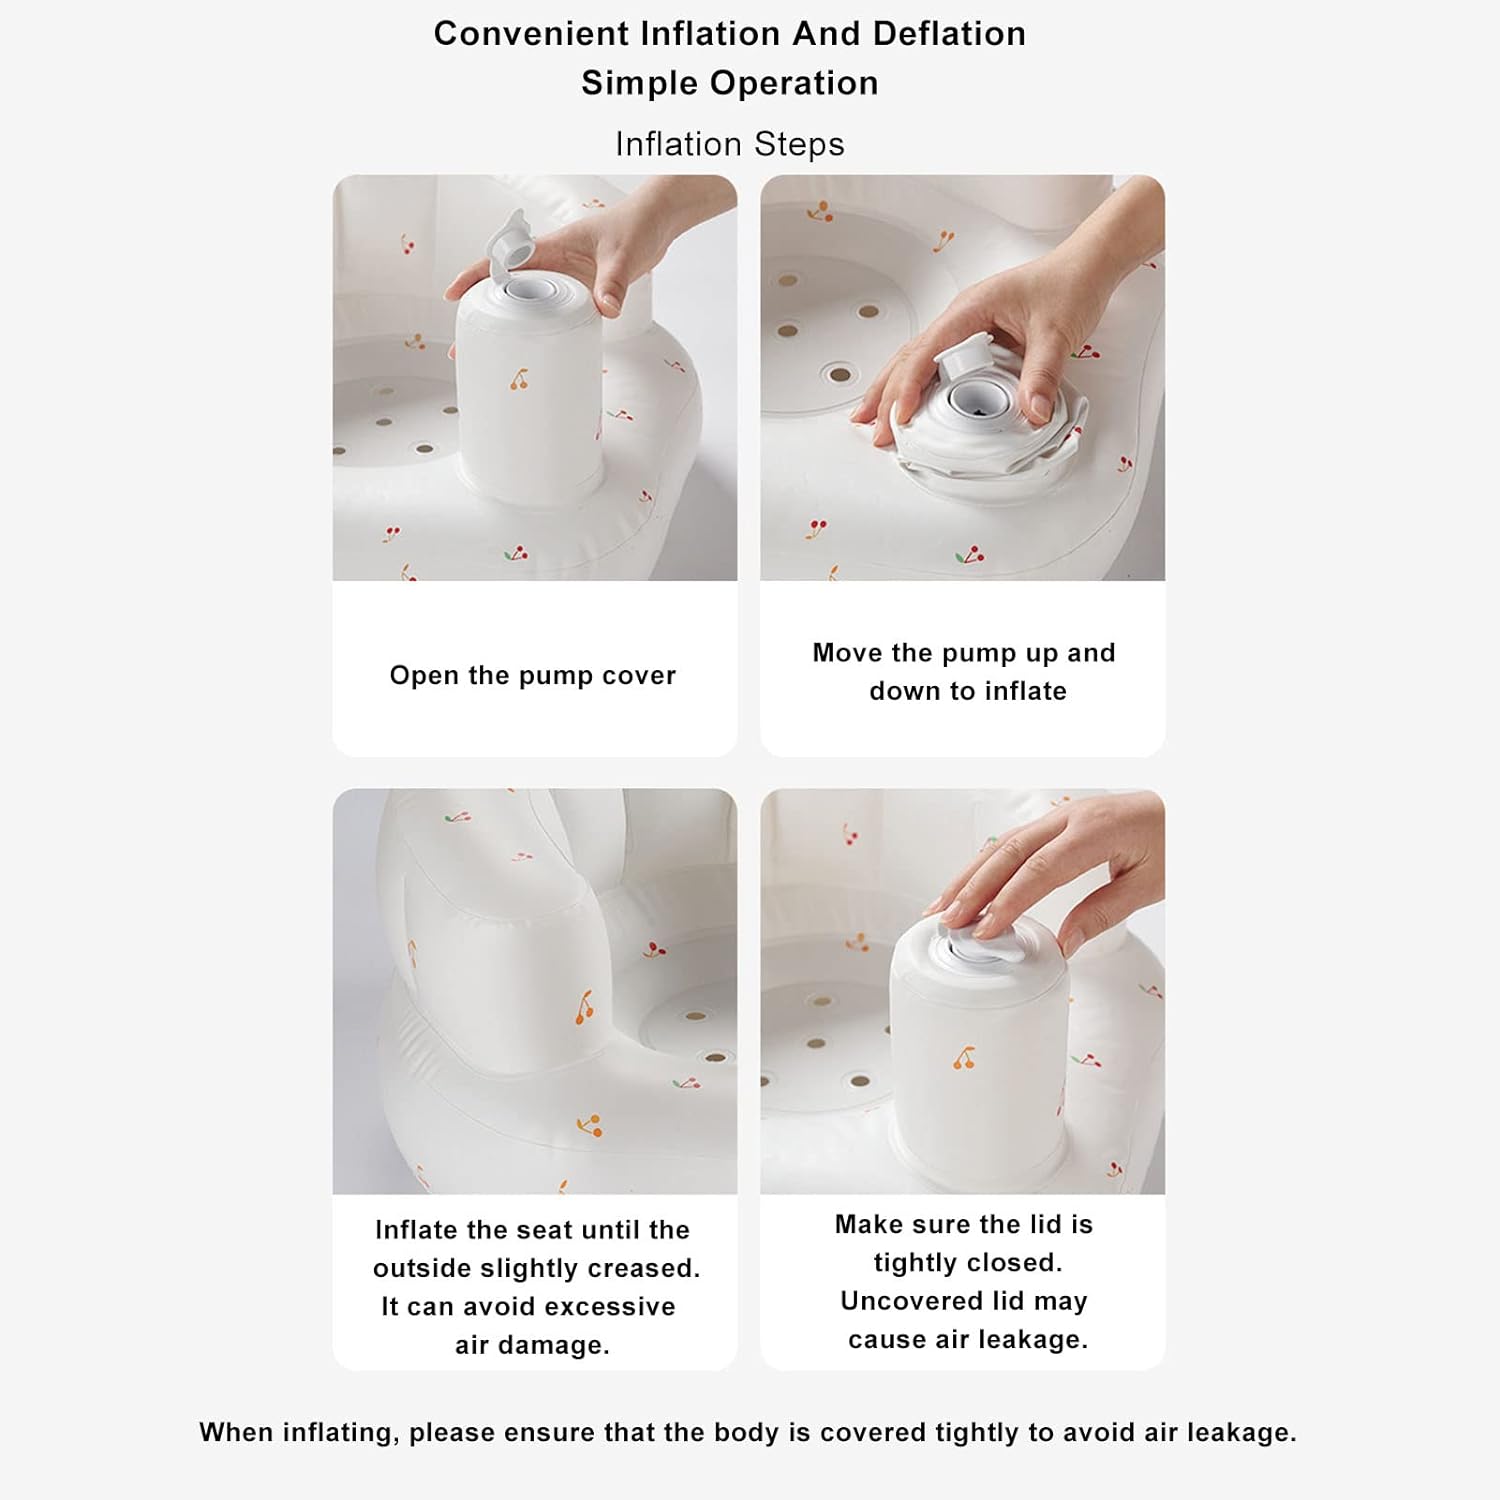 Convenient Inflation And Deflation
Simple Operation
Inflation Steps
Open the pump cover
Move the pump up and
down to inflate
Inflate the seat until the
outside slightly creased.
It can avoid excessive
air damage.
Make sure the lid is
tightly closed.
Uncovered lid may
cause air leakage.
When inflating, please ensure that the body is covered tightly to avoid air leakage.